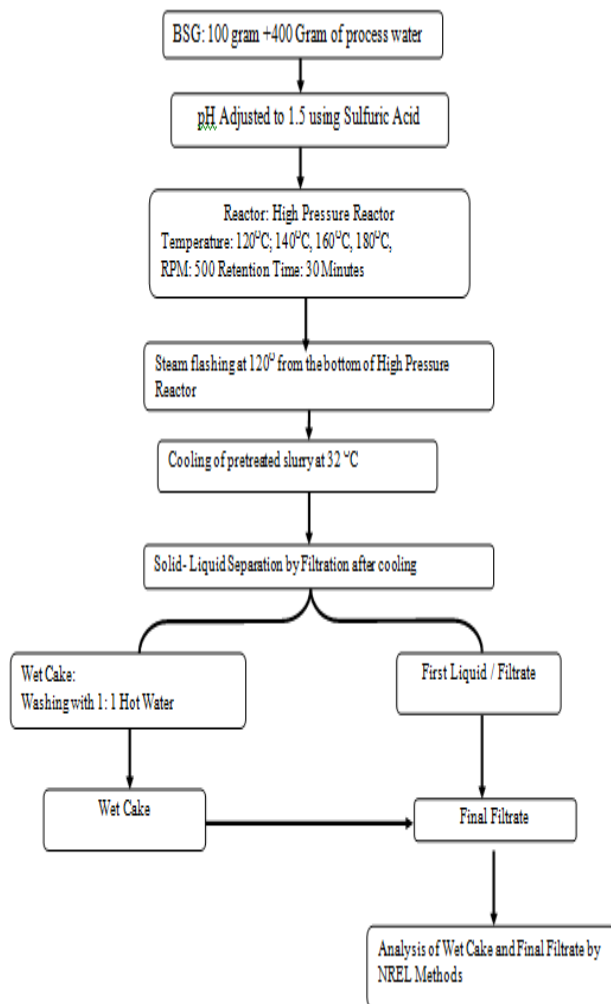 BSG: 100 gram +400 Gram of process water
pH Adjusted to 1.5 using Sulfuric Acid
Reactor: High Pressure Reactor
Temperature: 120°C; 140°C, 160°C, 180°C,
RPM: 500 Retention Time: 30 Minutes
Steam flashing at 120° from the bottom of High Pressure
Reactor
Cooling of pretreated slurry at 32 °C
Solid- Liquid Separation by Filtration after cooling
Wet Cake:
Washing with 1: 1 Hot Water
First Liquid / Filtrate
Wet Cake
Final Filtrate
Analysis of Wet Cake and Final Filtrate by
NREL Methods